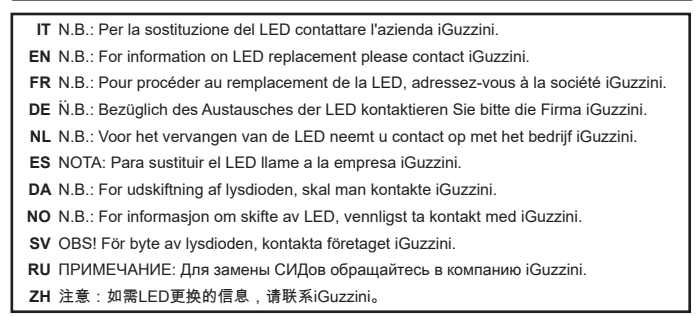 IT N.B.: Per la sostituzione del LED contattare l'azienda iGuzzini.
EN N.B.: For information on LED replacement please contact iGuzzini.
FR N.B.: Pour procéder au remplacement de la LED, adressez-vous à la société iGuzzini.
DE N̈.B.: Bezüglich des Austausches der LED kontaktieren Sie bitte die Firma iGuzzini.
NL N.B.: Voor het vervangen van de LED neemt u contact op met het bedrijf iGuzzini.
ES NOTA: Para sustituir el LED llame a la empresa iGuzzini.
DA N.B.: For udskiftning af lysdioden, skal man kontakte iGuzzini.
NO N.B.: For informasjon om skifte av LED, vennligst ta kontakt med iGuzzini.
SV OBS! För byte av lysdioden, kontakta företaget iGuzzini.
RU ПРИМЕЧАНИЕ: Для замены СИДов обращайтесь в компанию iGuzzini.
ZH 注意：如需LED更换的信息，请联系iGuzzini。